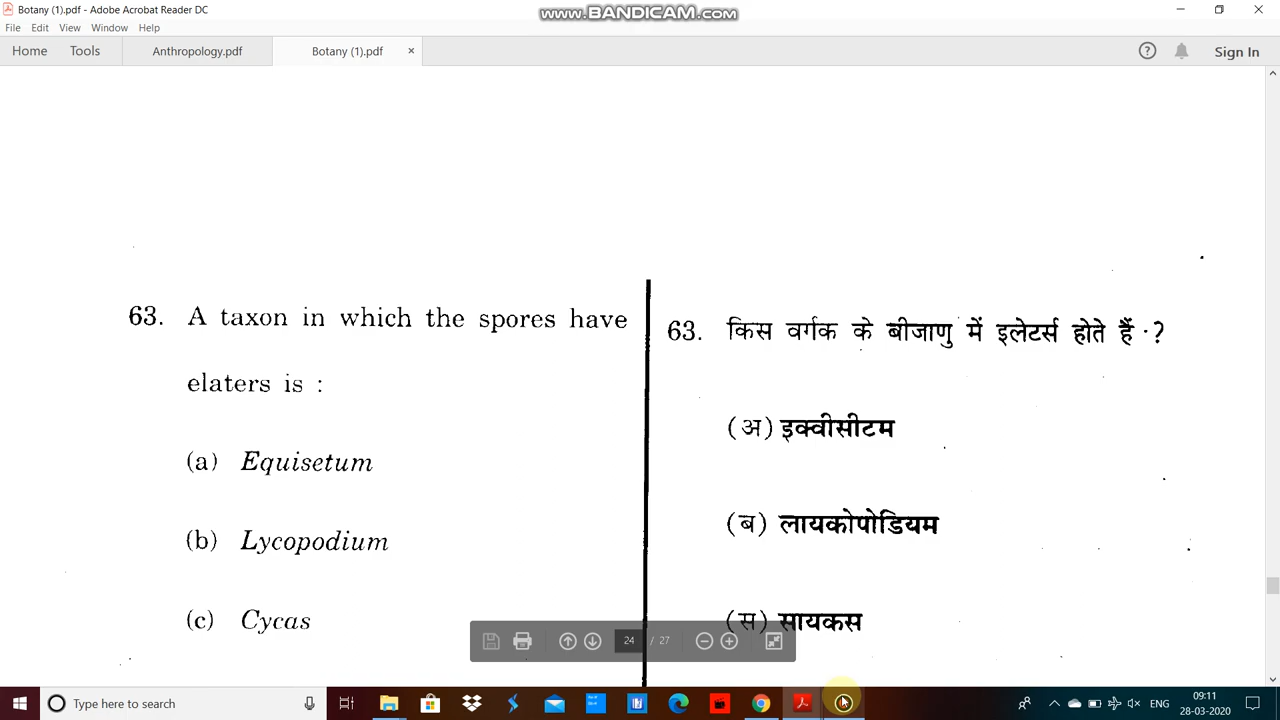 Botany (1).pdf - Adobe Acrobat Reader DC
www.BANDICAM.com
File Edit View Window Help
Home Tools Anthropology.pdf Botany (1).pdf × Sign In
63. A taxon in which the spores have
elaters is :
(a) Equisetum
(b) Lycopodium
(c) Cycas
63. किस वर्गक के बीजाणु में इलेटर्स होते हैं ?
(अ) इक्वीसीटम
(ब) लायकोपोडियम
(स) सायकस
24 / 27
Type here to search
ENG
09:11
28-03-2020